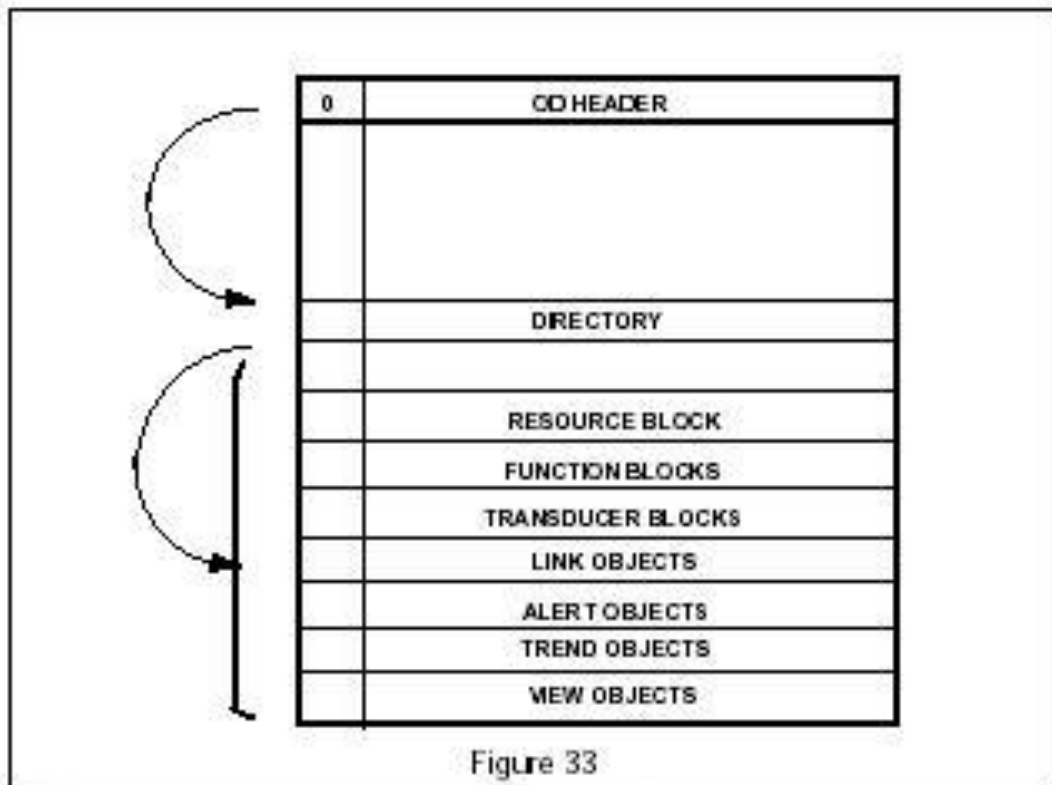 0 OD HEADER
DIRECTORY
RESOURCE BLOCK
FUNCTION BLOCKS
TRANSDUCER BLOCKS
LINK OBJECTS
ALERT OBJECTS
TREND OBJECTS
VIEW OBJECTS
Figure 33